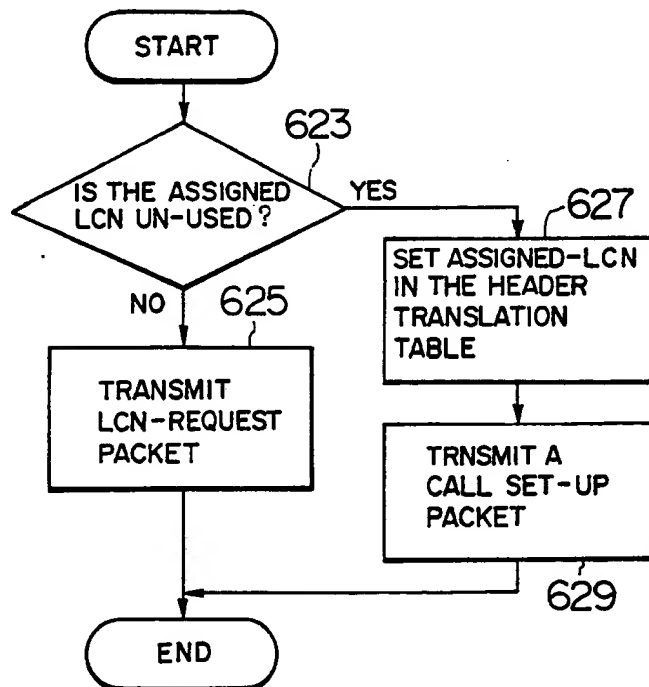 START
623
IS THE ASSIGNED
LCN UN-USED?
YES
NO
625
TRANSMIT
LCN-REQUEST
PACKET
627
SET ASSIGNED-LCN
IN THE HEADER
TRANSLATION
TABLE
TRNSMIT A
CALL SET-UP
PACKET
629
END